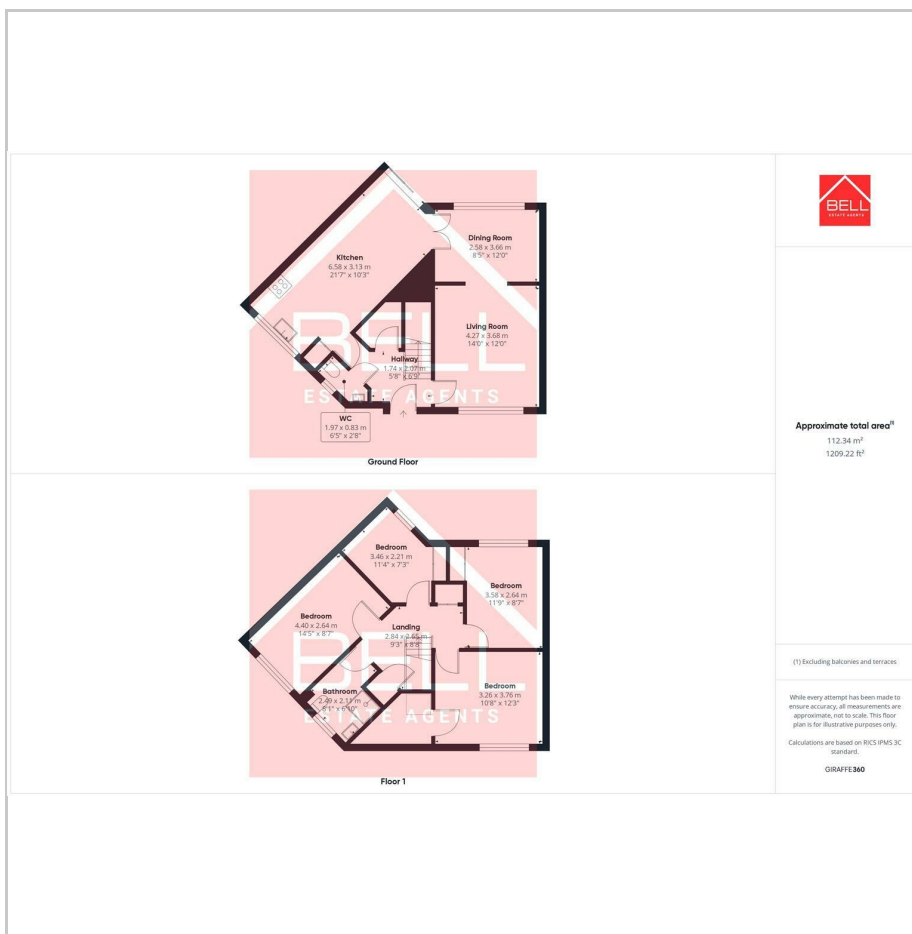 Kitchen
6.58 x 3.13 m
21'7" x 10'3"
Dining Room
2.58 x 3.66 m
8'5" x 12'0"
Living Room
4.27 x 3.68 m
14'0" x 12'0"
Hallway
1.74 x 2.07 m
5'8" x 6'9"
WC
1.97 x 0.83 m
6'5" x 2'8"
BELL
ESTATE AGENTS
Ground Floor
Bedroom
3.46 x 2.21 m
11'4" x 7'3"
Bedroom
3.58 x 2.64 m
11'9" x 8'7"
Bedroom
4.40 x 2.64 m
14'5" x 8'7"
Landing
2.84 x 2.65 m
9'3" x 8'8"
Bathroom
2.49 x 2.11 m
8'1" x 6'10"
Bedroom
3.26 x 3.76 m
10'8" x 12'3"
BELL
ESTATE AGENTS
Floor 1
BELL
ESTATE AGENTS
Approximate total area(1)
112.34 m²
1209.22 ft²
(1) Excluding balconies and terraces
While every attempt has been made to
ensure accuracy, all measurements are
approximate, not to scale. This floor
plan is for illustrative purposes only.
Calculations are based on RICS IPMS 3C
standard.
GIRAFFE360